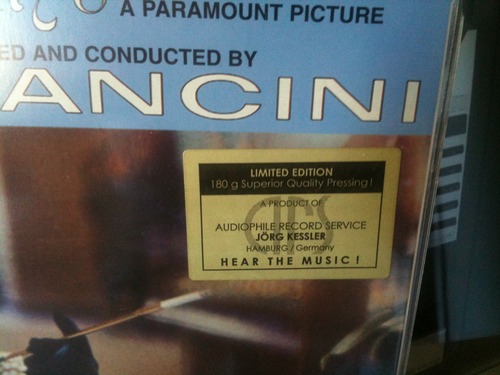 A PARAMOUNT PICTURE
ED AND CONDUCTED BY
ANCINI
LIMITED EDITION
180 g Superior Quality Pressing!
A PRODUCT OF
ARS
AUDIOPHILE RECORD SERVICE
JÖRG KESSLER
HAMBURG / Germany
HEAR THE MUSIC!